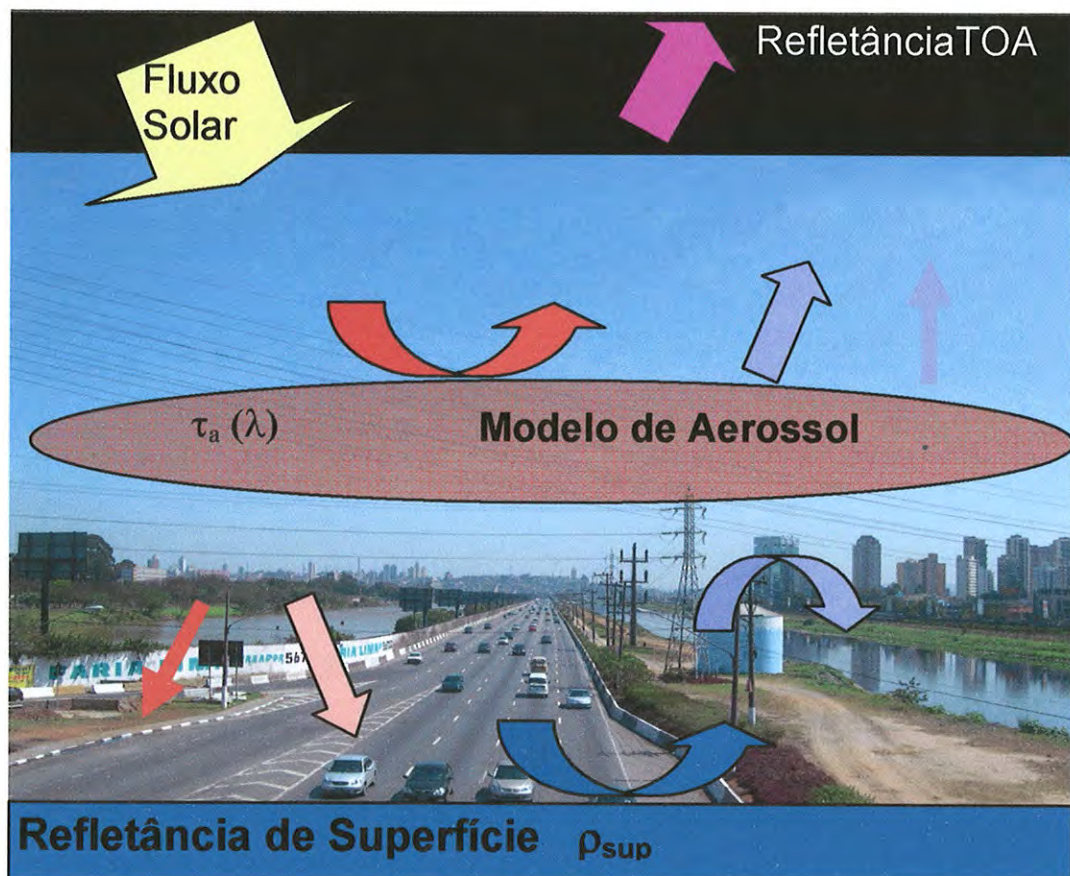 Fluxo
Solar
RefletânciaTOA
τa (λ)
Modelo de Aerossol
Refletância de Superfície ρsup